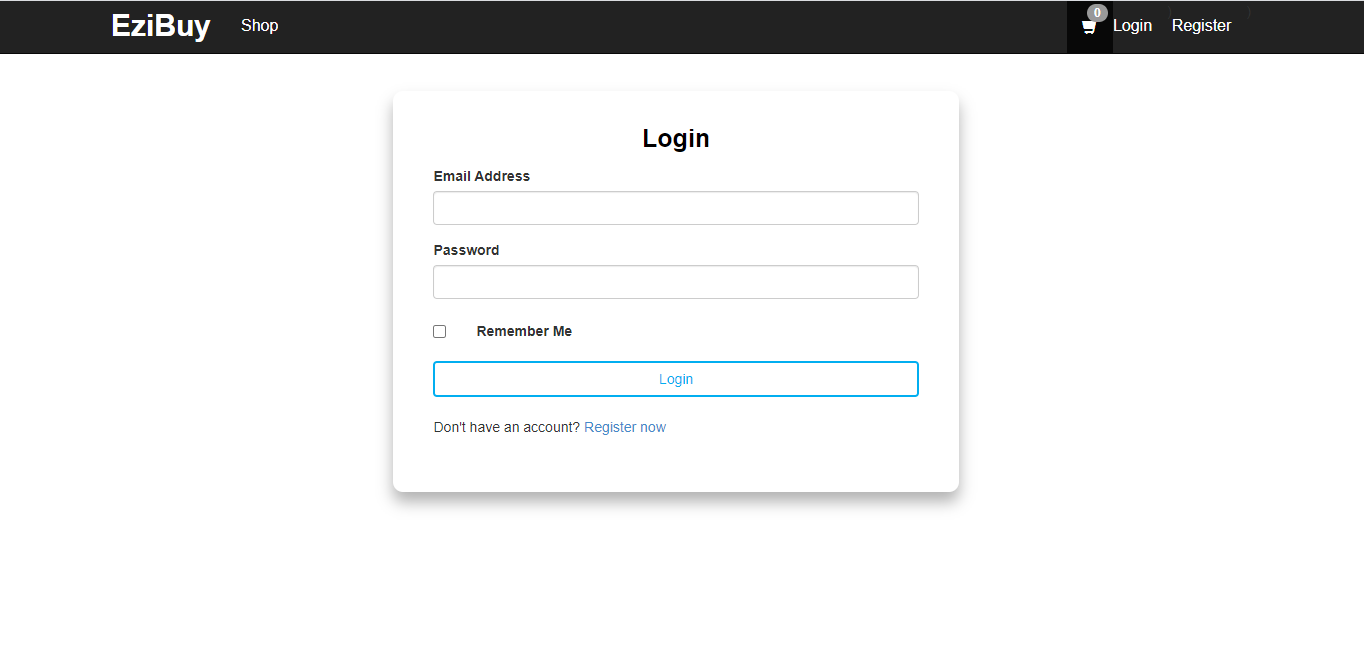 EziBuy Shop 0 Login Register
Login
Email Address
Password
Remember Me
Login
Don't have an account? Register now